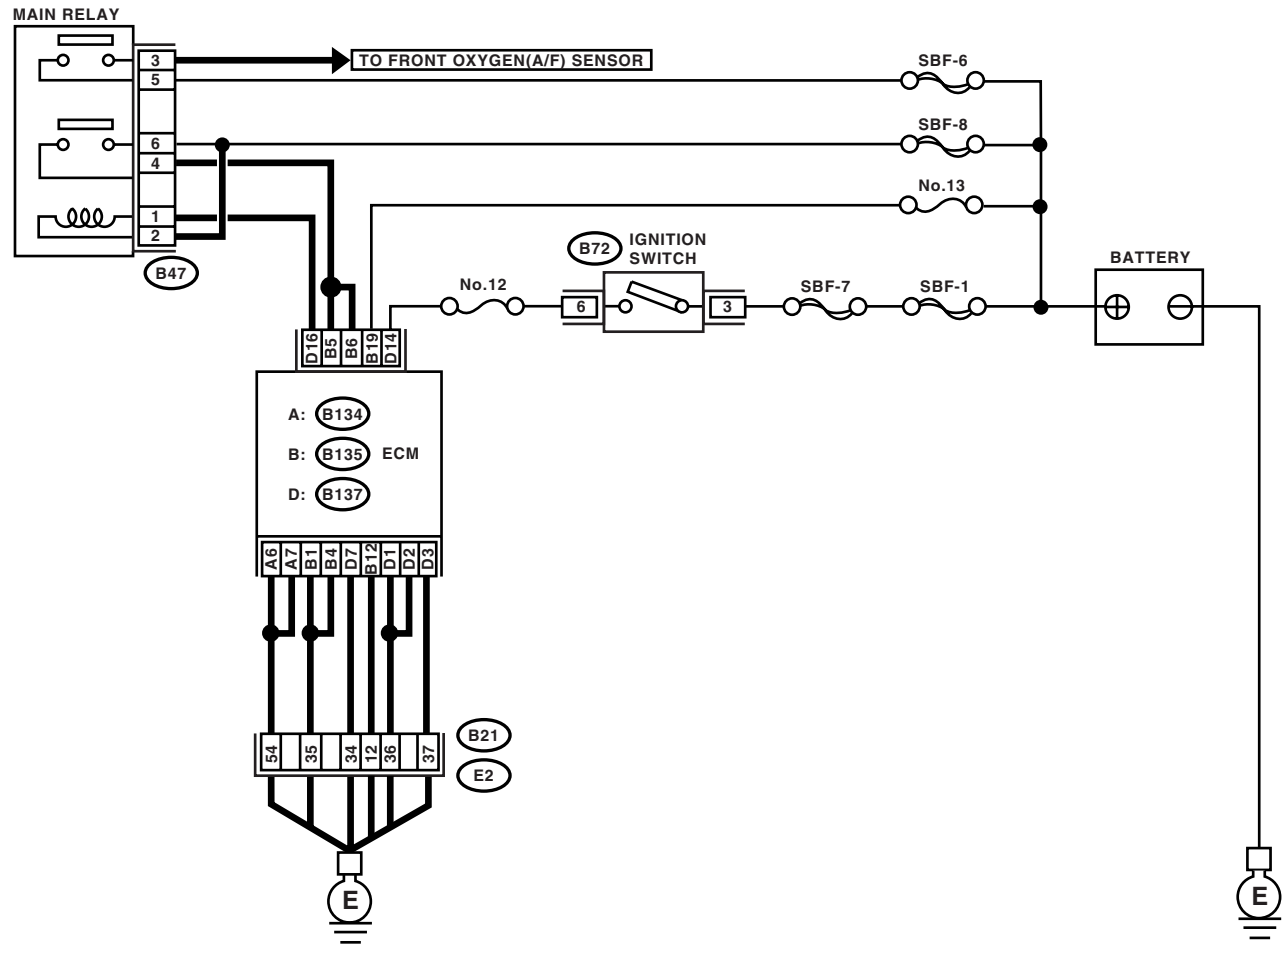 MAIN RELAY
3
TO FRONT OXYGEN(A/F) SENSOR
SBF-6
5
SBF-8
6
4
No.13
1
2
B47
B72
IGNITION
SWITCH
BATTERY
No.12
6
3
SBF-7
SBF-1
D16
B5
B6
B19
D14
A: B134
B: B135 ECM
D: B137
A6
A7
B1
B4
D7
B12
D1
D2
D3
B21
54
35
34
12
36
37
E2
E
E